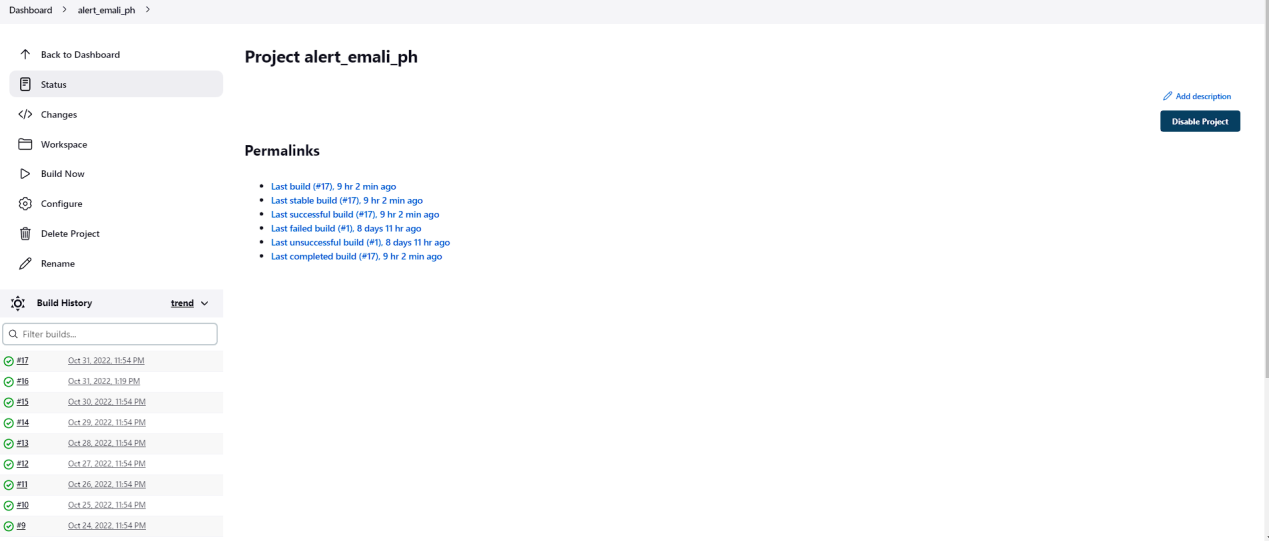 Dashboard > alert_emali_ph >
Back to Dashboard
Status
Changes
Workspace
Build Now
Configure
Delete Project
Rename
Build History trend
Filter builds...
#17 Oct 31, 2022, 11:54 PM
#16 Oct 31, 2022, 1:19 PM
#15 Oct 30, 2022, 11:54 PM
#14 Oct 29, 2022, 11:54 PM
#13 Oct 28, 2022, 11:54 PM
#12 Oct 27, 2022, 11:54 PM
#11 Oct 26, 2022, 11:54 PM
#10 Oct 25, 2022, 11:54 PM
#9 Oct 24, 2022, 11:54 PM
Project alert_emali_ph
Add description
Disable Project
Permalinks
Last build (#17), 9 hr 2 min ago
Last stable build (#17), 9 hr 2 min ago
Last successful build (#17), 9 hr 2 min ago
Last failed build (#1), 8 days 11 hr ago
Last unsuccessful build (#1), 8 days 11 hr ago
Last completed build (#17), 9 hr 2 min ago